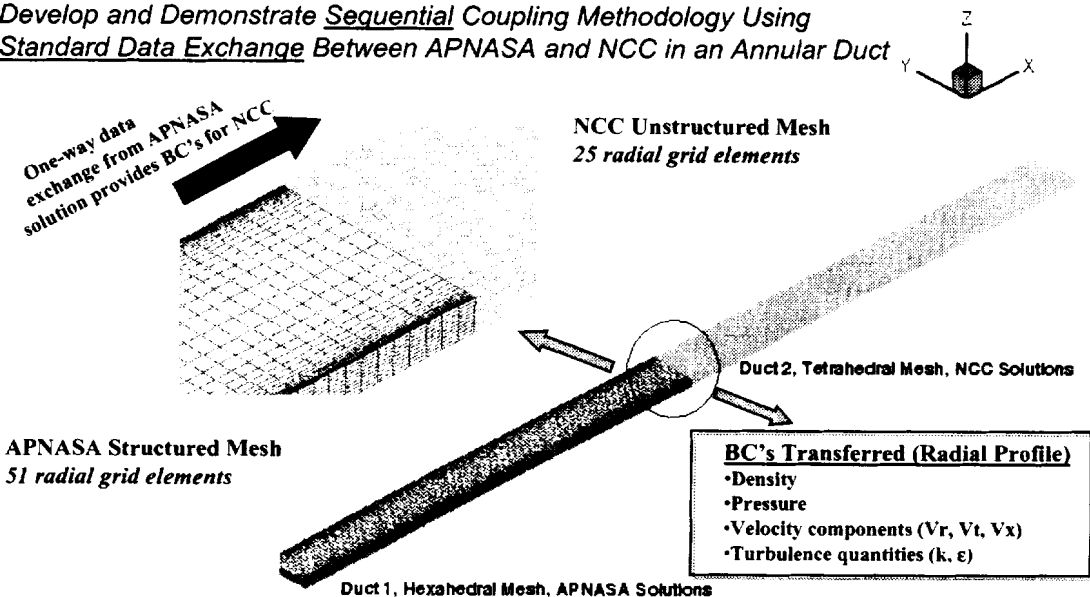 Develop and Demonstrate Sequential Coupling Methodology Using
Standard Data Exchange Between APNASA and NCC in an Annular Duct
Z
Y
X
One-way data
exchange from APNASA
solution provides BC's for NCC
NCC Unstructured Mesh
25 radial grid elements
Duct 2, Tetrahedral Mesh, NCC Solutions
APNASA Structured Mesh
51 radial grid elements
BC's Transferred (Radial Profile)
•Density
•Pressure
•Velocity components (Vr, Vt, Vx)
•Turbulence quantities (k, ε)
Duct 1, Hexahedral Mesh, APNASA Solutions